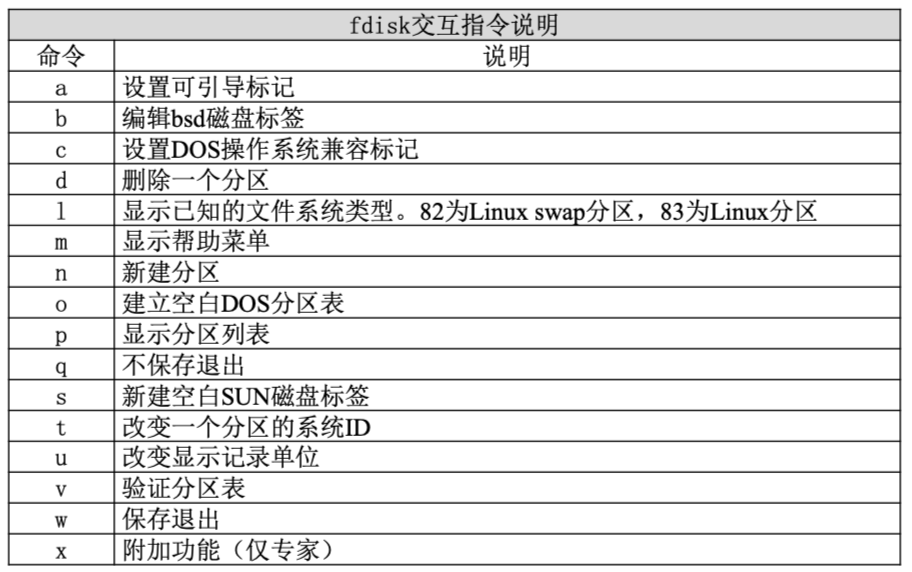 fdisk交互指令说明
命令 说明
a 设置可引导标记
b 编辑bsd磁盘标签
c 设置DOS操作系统兼容标记
d 删除一个分区
l 显示已知的文件系统类型。82为Linux swap分区，83为Linux分区
m 显示帮助菜单
n 新建分区
o 建立空白DOS分区表
p 显示分区列表
q 不保存退出
s 新建空白SUN磁盘标签
t 改变一个分区的系统ID
u 改变显示记录单位
v 验证分区表
w 保存退出
x 附加功能（仅专家）